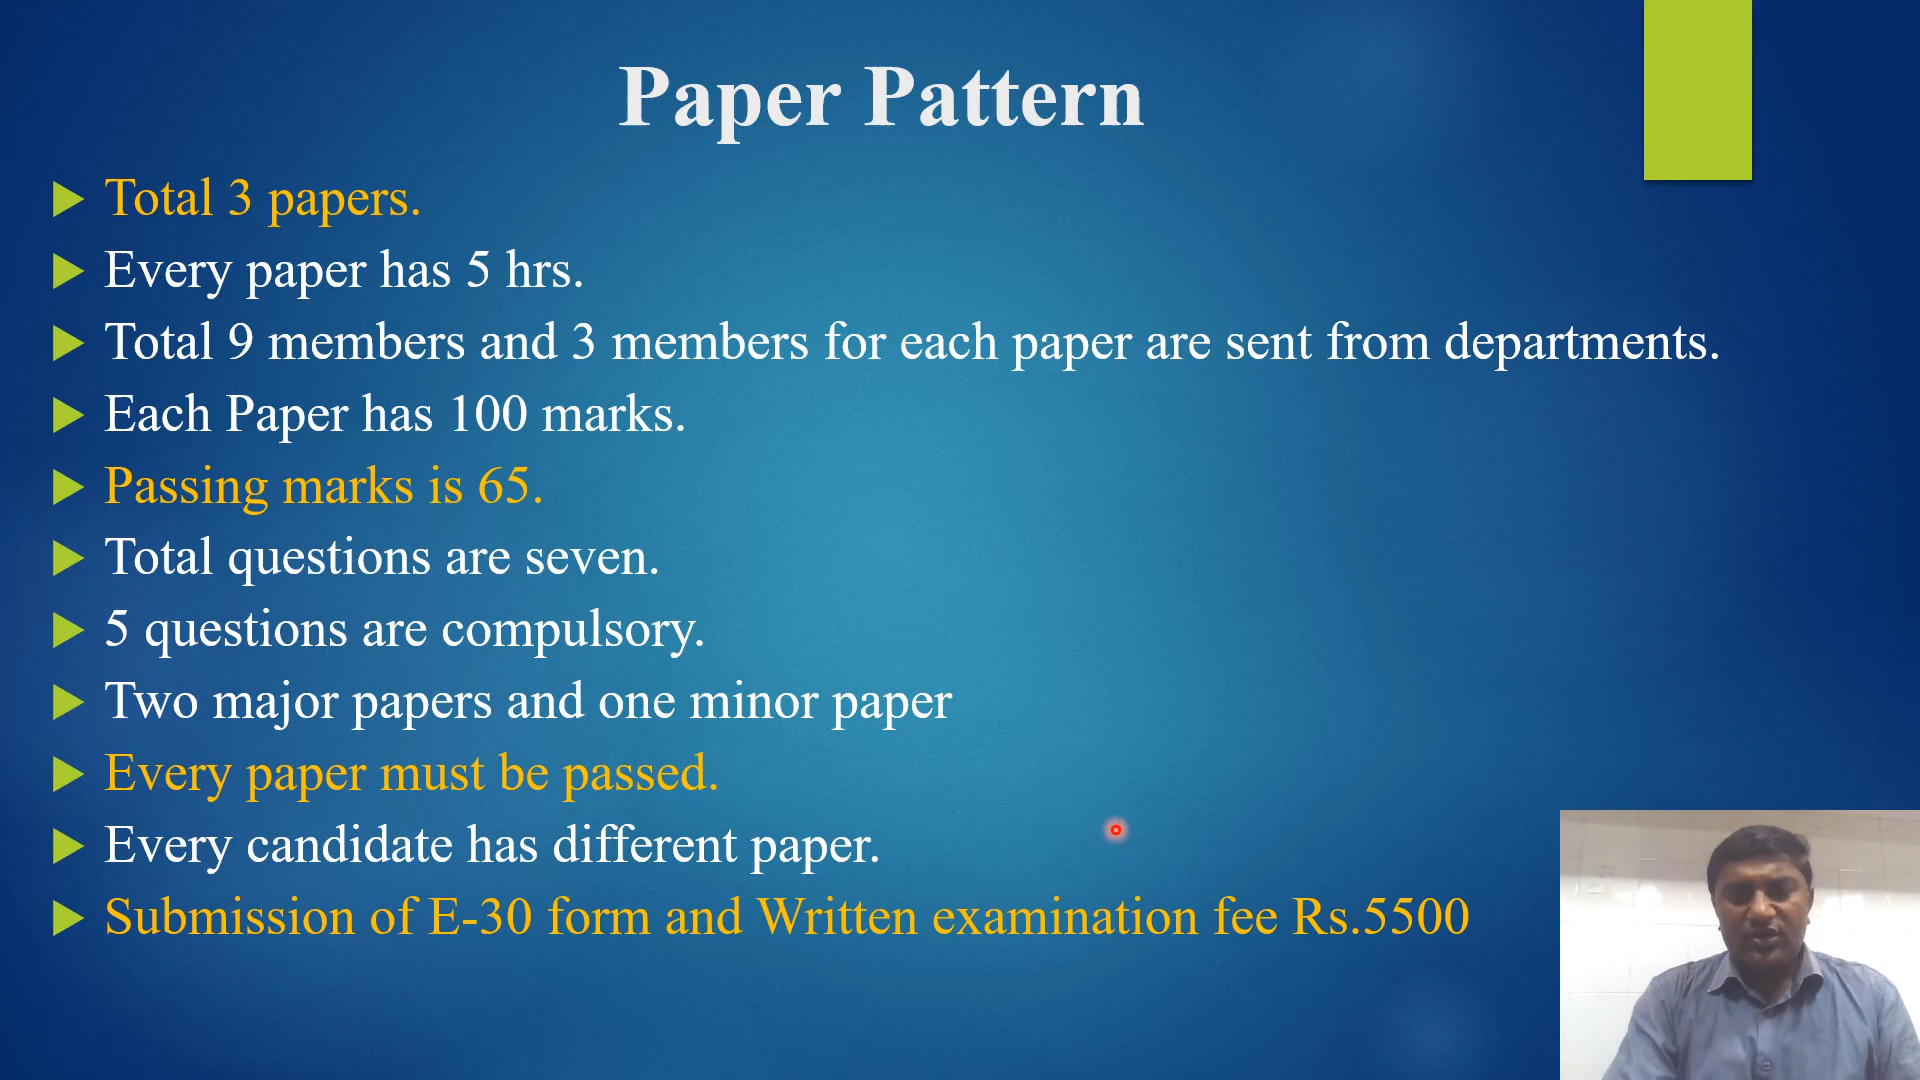 Paper Pattern
Total 3 papers.
Every paper has 5 hrs.
Total 9 members and 3 members for each paper are sent from departments.
Each Paper has 100 marks.
Passing marks is 65.
Total questions are seven.
5 questions are compulsory.
Two major papers and one minor paper
Every paper must be passed.
Every candidate has different paper.
Submission of E-30 form and Written examination fee Rs.5500